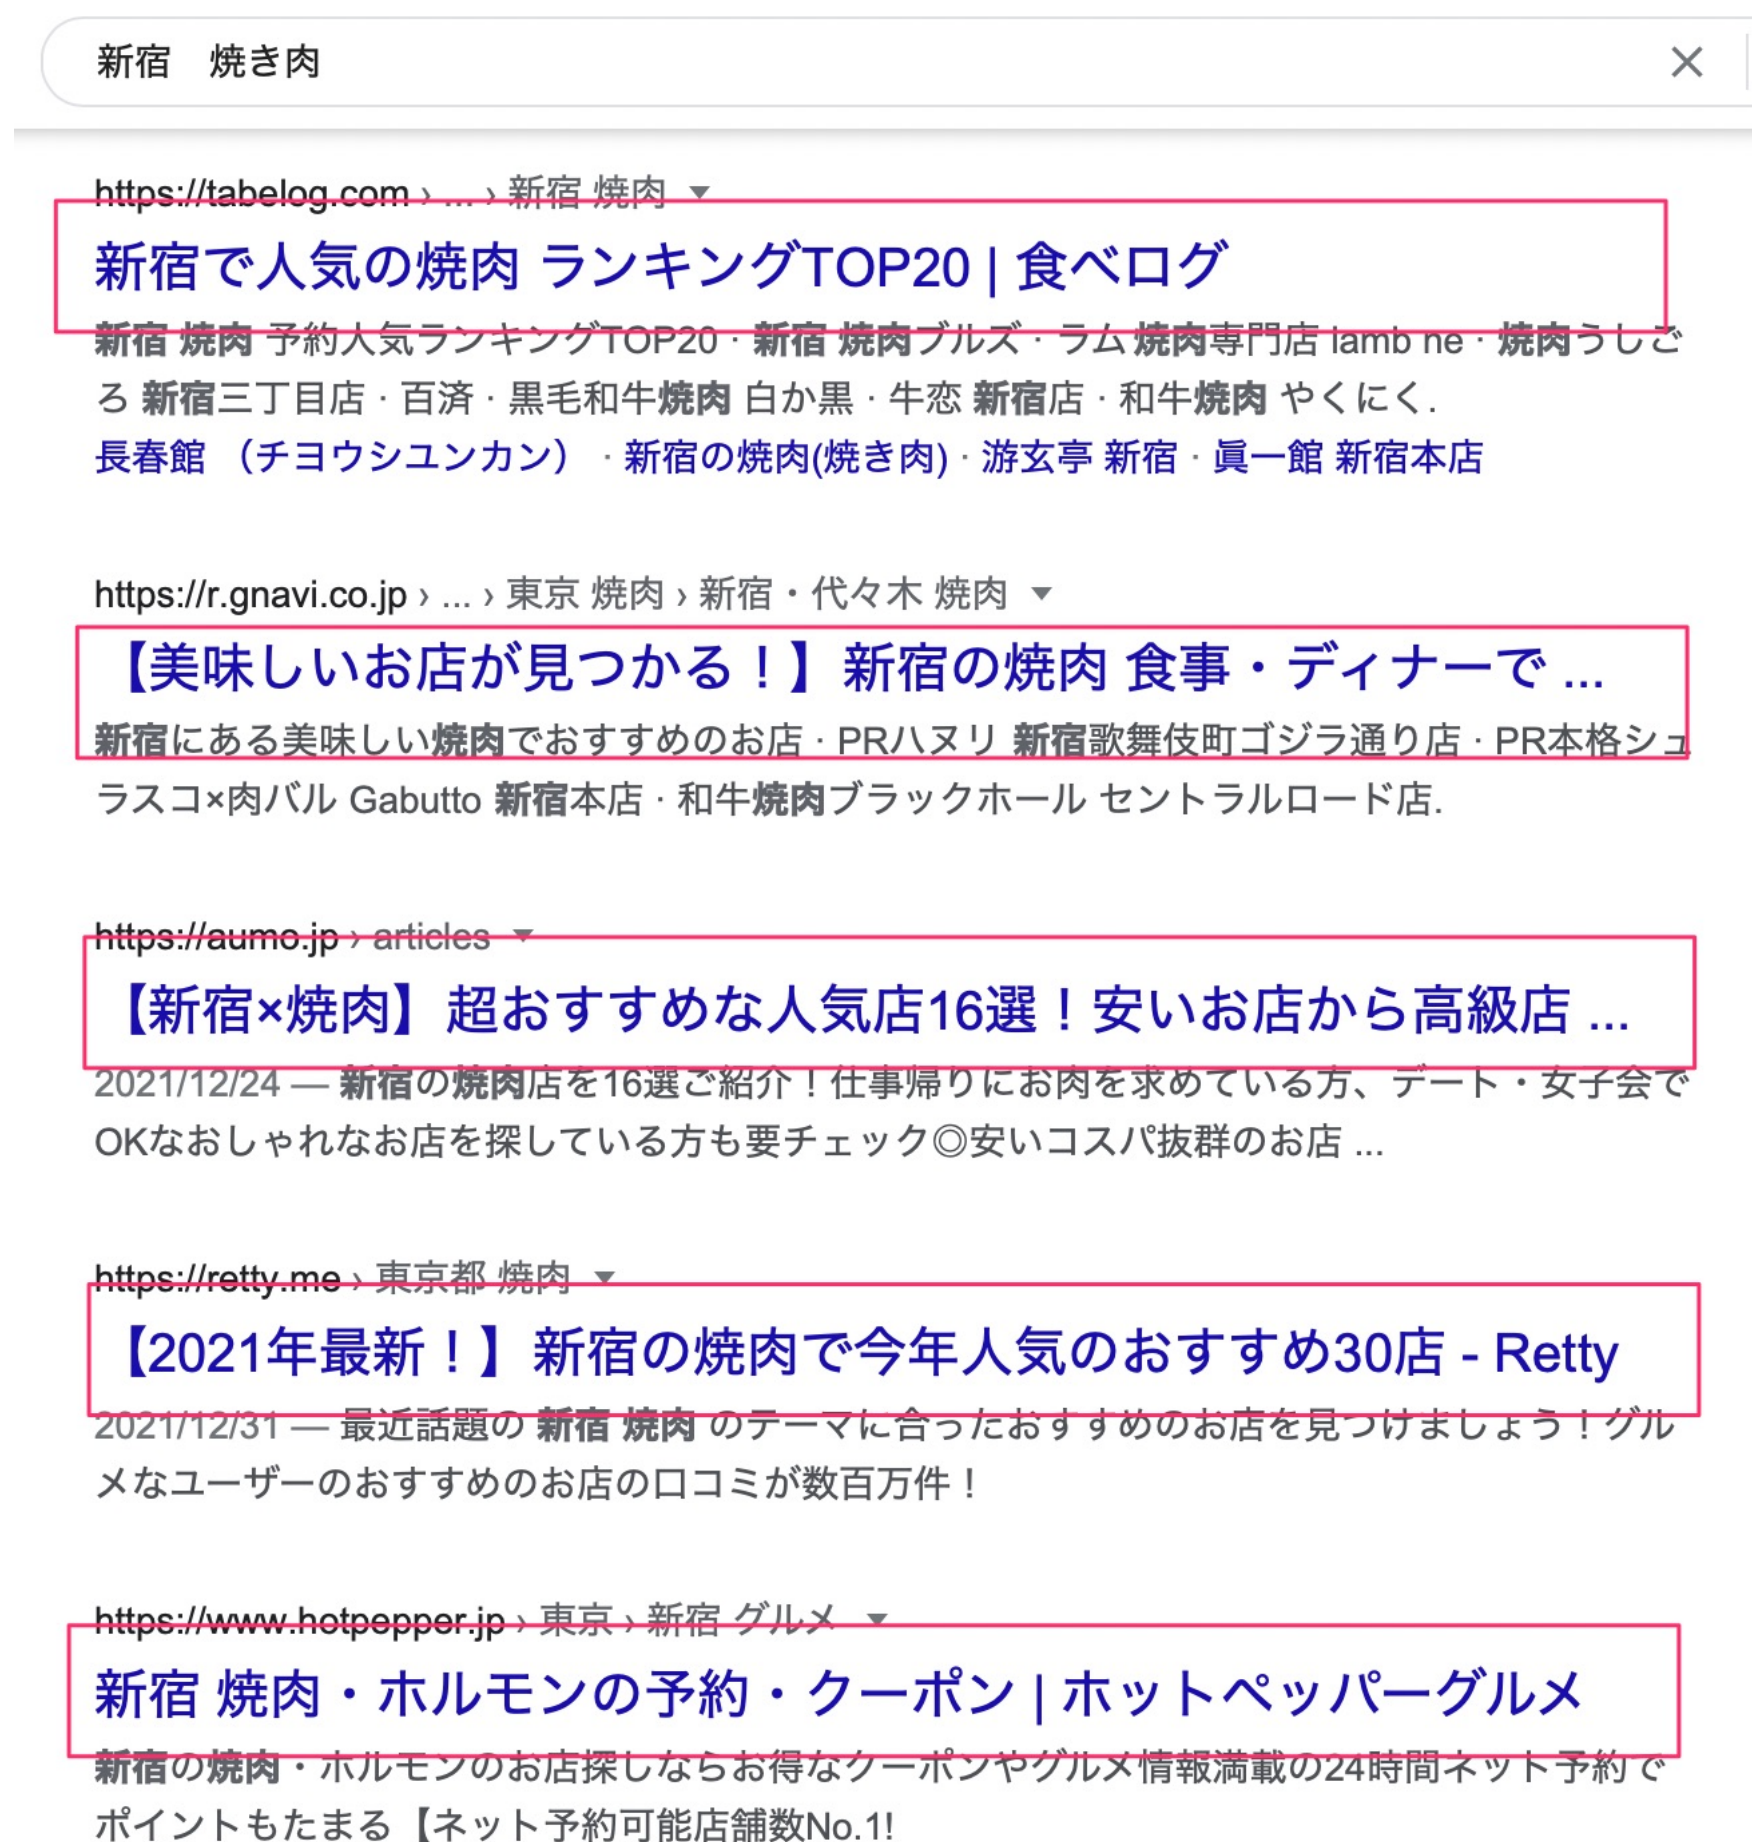 新宿　焼き肉
https://tabelog.com › ... › 新宿 焼肉
新宿で人気の焼肉 ランキングTOP20 | 食べログ
新宿 焼肉 予約人気ランキングTOP20 · 新宿 焼肉ブルズ · ラム焼肉専門店 lamb ne · 焼肉うしご
ろ 新宿三丁目店 · 百済 · 黒毛和牛焼肉 白か黒 · 牛恋 新宿店 · 和牛焼肉 やくにく.
長春館 （チヨウシユンカン） · 新宿の焼肉(焼き肉) · 游玄亭 新宿 · 眞一館 新宿本店
https://r.gnavi.co.jp › ... › 東京 焼肉 › 新宿・代々木 焼肉
【美味しいお店が見つかる！】新宿の焼肉 食事・ディナーで ...
新宿にある美味しい焼肉でおすすめのお店 · PRハヌリ 新宿歌舞伎町ゴジラ通り店 · PR本格シュ
ラスコ×肉バル Gabutto 新宿本店 · 和牛焼肉ブラックホール セントラルロード店.
https://aumo.jp › articles
【新宿×焼肉】超おすすめな人気店16選！安いお店から高級店 ...
2021/12/24 — 新宿の焼肉店を16選ご紹介！仕事帰りにお肉を求めている方、デート・女子会で
OKなおしゃれなお店を探している方も要チェック◎安いコスパ抜群のお店 ...
https://retty.me › 東京都 焼肉
【2021年最新！】新宿の焼肉で今年人気のおすすめ30店 - Retty
2021/12/31 — 最近話題の 新宿 焼肉 のテーマに合ったおすすめのお店を見つけましょう！グル
メなユーザーのおすすめのお店の口コミが数百万件！
https://www.hotpepper.jp › 東京 › 新宿 グルメ
新宿 焼肉・ホルモンの予約・クーポン | ホットペッパーグルメ
新宿の焼肉・ホルモンのお店探しならお得なクーポンやグルメ情報満載の24時間ネット予約で
ポイントもたまる【ネット予約可能店舗数No.1!